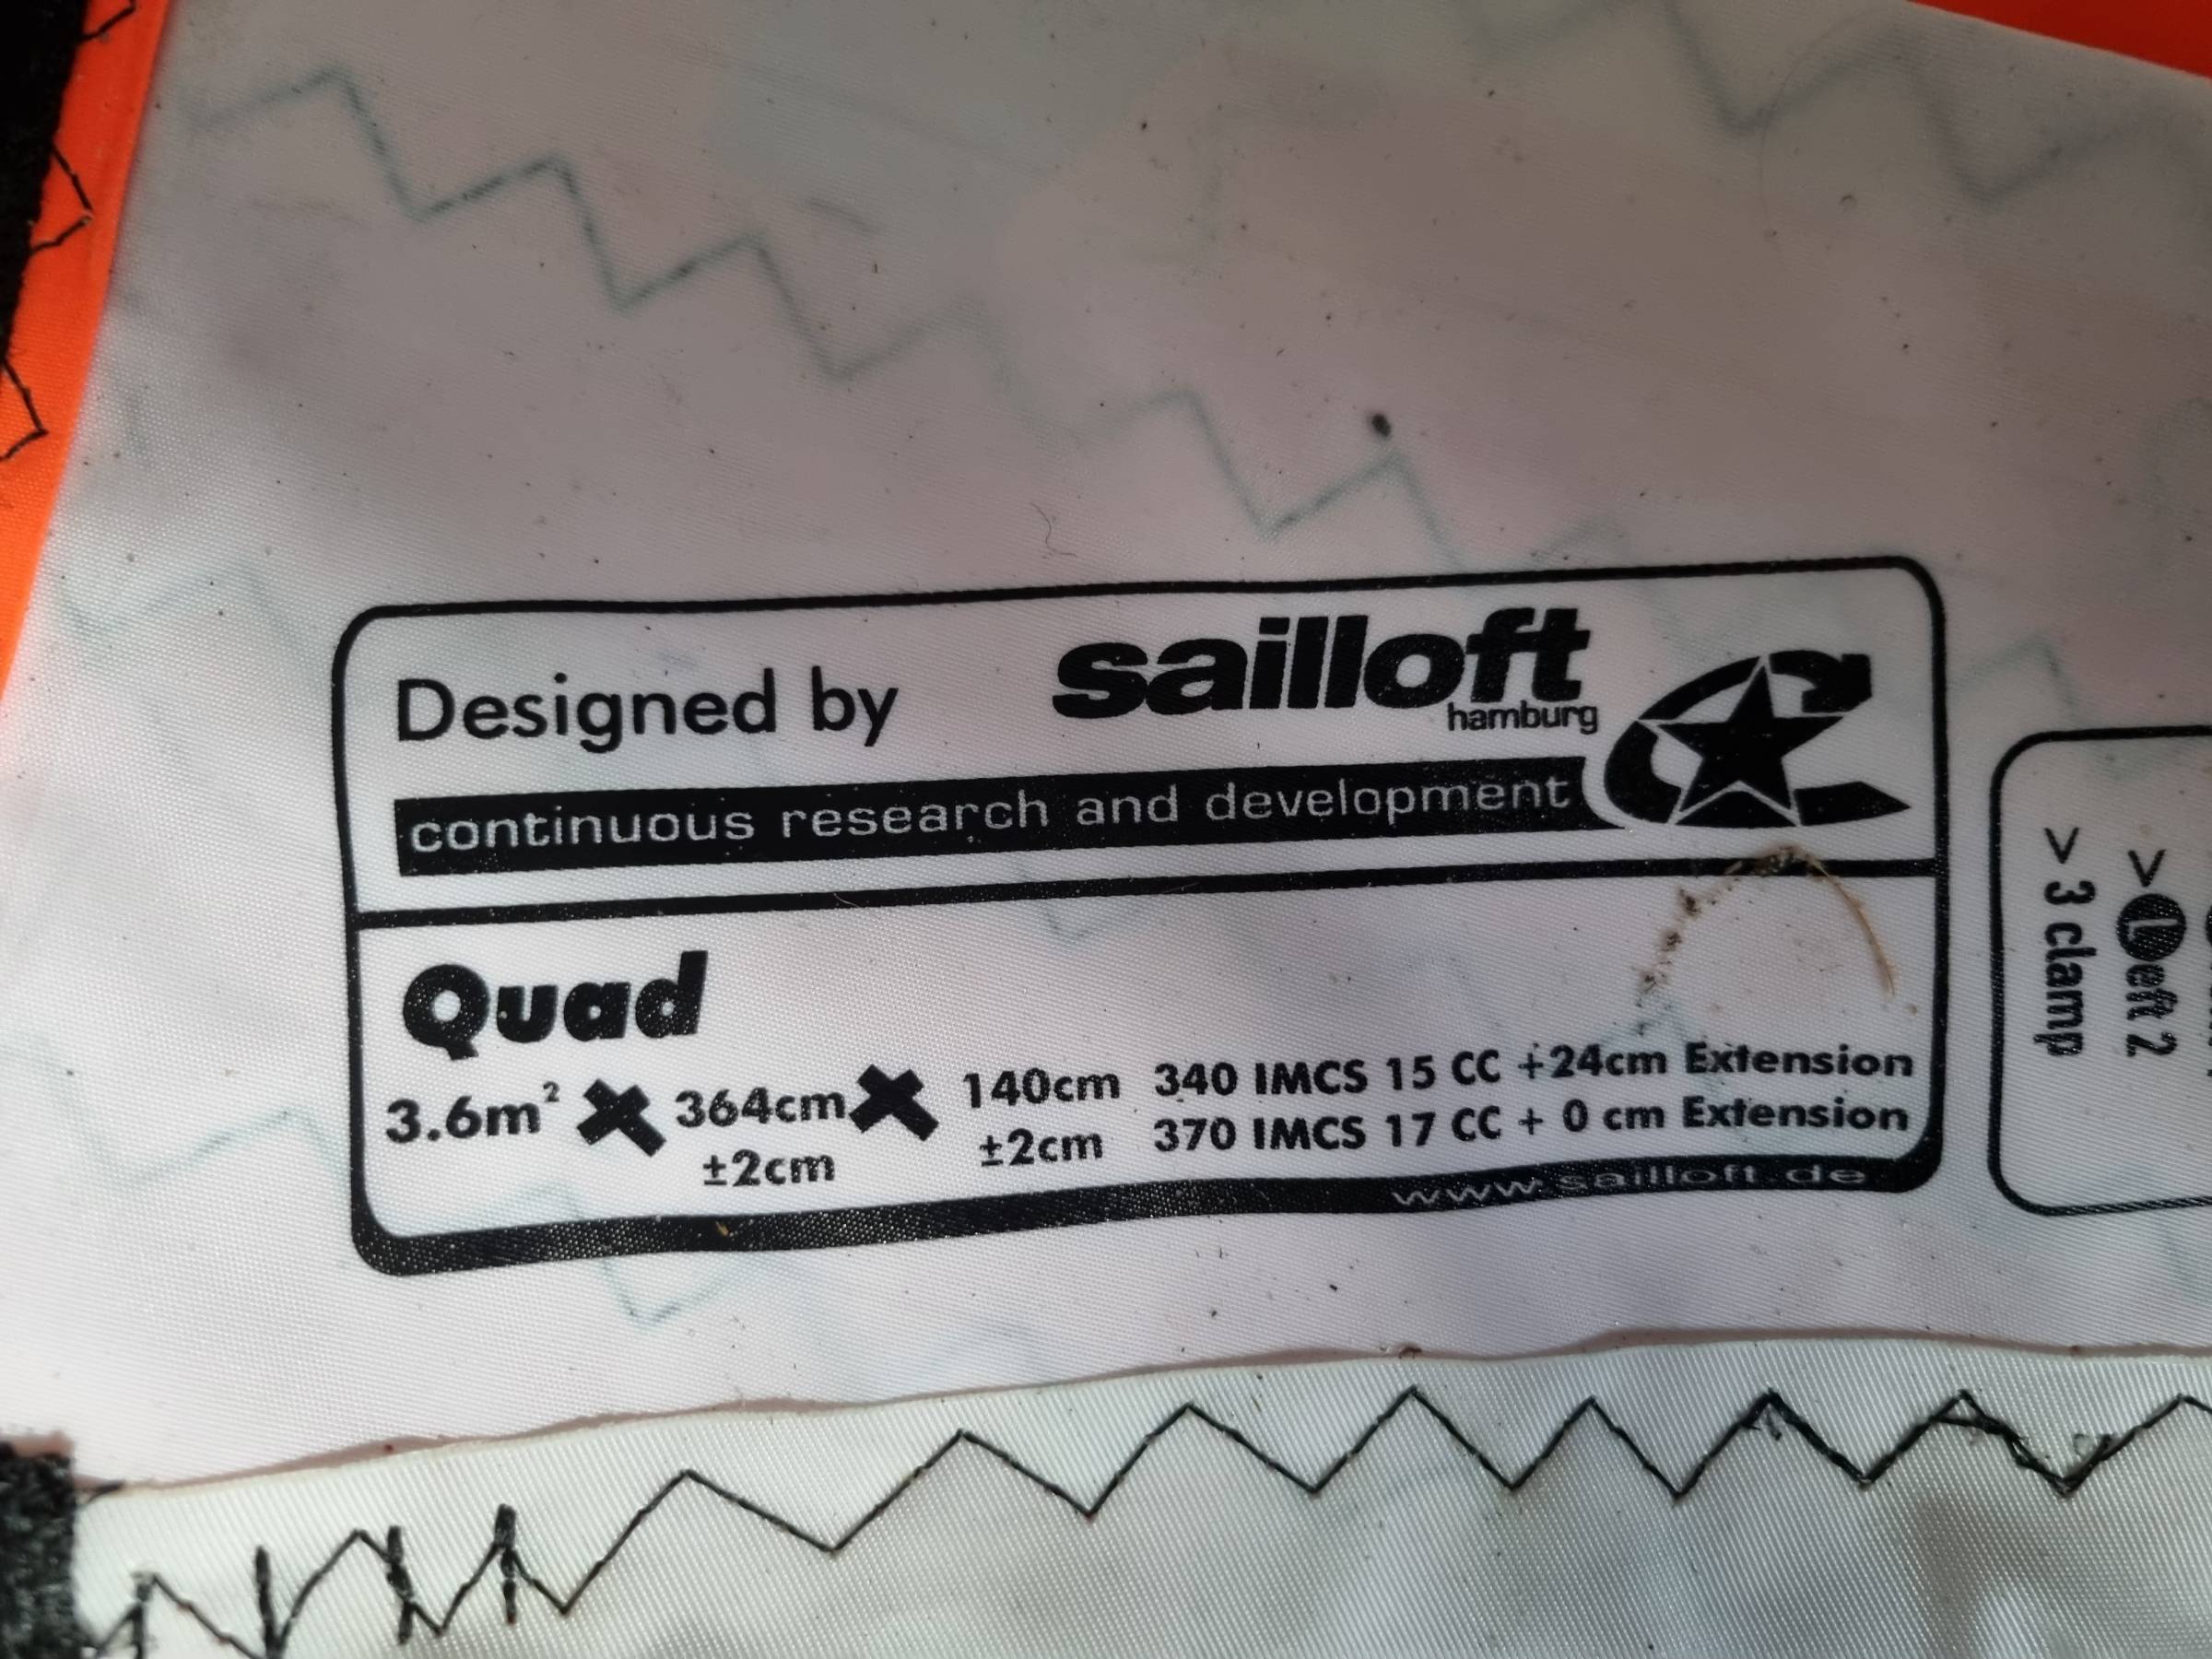 Designed by sailloft
hamburg
continuous research and development
Quad
3.6m² ✖ 364cm ✖ 140cm 340 IMCS 15 CC +24cm Extension
±2cm ±2cm 370 IMCS 17 CC + 0 cm Extension
www.sailloft.de
> Loft 2
> 3 clamp